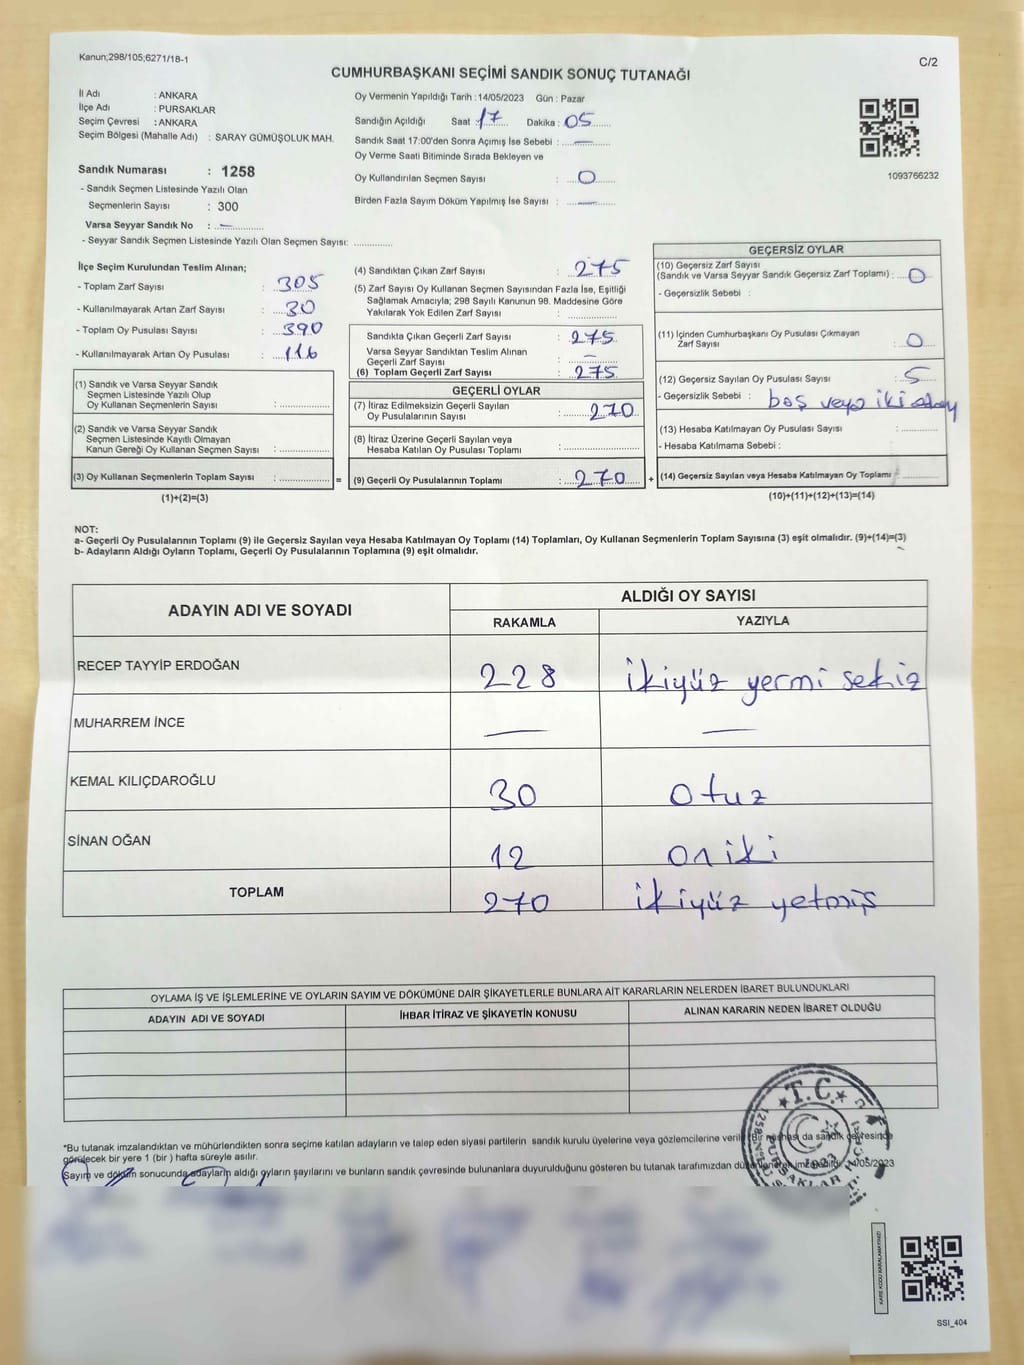 Kanun;298/105;6271/18-1
C/2
CUMHURBAŞKANI SEÇİMİ SANDIK SONUÇ TUTANAĞI
İl Adı : ANKARA
İlçe Adı : PURSAKLAR
Seçim Çevresi : ANKARA
Seçim Bölgesi (Mahalle Adı) : SARAY GÜMÜŞOLUK MAH.
Sandık Numarası : 1258
- Sandık Seçmen Listesinde Yazılı Olan
Seçmenlerin Sayısı : 300
Varsa Seyyar Sandık No : –
- Seyyar Sandık Seçmen Listesinde Yazılı Olan Seçmen Sayısı: ............
Oy Vermenin Yapıldığı Tarih : 14/05/2023 Gün : Pazar
Sandığın Açıldığı Saat 17 Dakika : 05
Sandık Saat 17:00'den Sonra Açımış İse Sebebi : –
Oy Verme Saati Bitiminde Sırada Bekleyen ve
Oy Kullandırılan Seçmen Sayısı : 0
Birden Fazla Sayım Döküm Yapılmış İse Sayısı : –
1093766232
İlçe Seçim Kurulundan Teslim Alınan;
- Toplam Zarf Sayısı : 305
- Kullanılmayarak Artan Zarf Sayısı : 30
- Toplam Oy Pusulası Sayısı : 390
- Kullanılmayarak Artan Oy Pusulası : 116
(1) Sandık ve Varsa Seyyar Sandık
Seçmen Listesinde Yazılı Olup
Oy Kullanan Seçmenlerin Sayısı : ............
(2) Sandık ve Varsa Seyyar Sandık
Seçmen Listesinde Kayıtlı Olmayan
Kanun Gereği Oy Kullanan Seçmen Sayısı : ............
(3) Oy Kullanan Seçmenlerin Toplam Sayısı : ............ =
(1)+(2)=(3)
(4) Sandıktan Çıkan Zarf Sayısı : 275
(5) Zarf Sayısı Oy Kullanan Seçmen Sayısından Fazla İse, Eşitliği
Sağlamak Amacıyla; 298 Sayılı Kanunun 98. Maddesine Göre
Yakılarak Yok Edilen Zarf Sayısı : ............
Sandıkta Çıkan Geçerli Zarf Sayısı : 275
Varsa Seyyar Sandıktan Teslim Alınan
Geçerli Zarf Sayısı : –
(6) Toplam Geçerli Zarf Sayısı : 275
GEÇERLİ OYLAR
(7) İtiraz Edilmeksizin Geçerli Sayılan
Oy Pusulalarının Sayısı : 270
(8) İtiraz Üzerine Geçerli Sayılan veya
Hesaba Katılan Oy Pusulası Toplamı : ............
(9) Geçerli Oy Pusulalarının Toplamı : 270 +
GEÇERSİZ OYLAR
(10) Geçersiz Zarf Sayısı
(Sandık ve Varsa Seyyar Sandık Geçersiz Zarf Toplamı) : 0
- Geçersizlik Sebebi :
(11) İçinden Cumhurbaşkanı Oy Pusulası Çıkmayan
Zarf Sayısı : 0
(12) Geçersiz Sayılan Oy Pusulası Sayısı : 5
- Geçersizlik Sebebi : boş veya iki aday
(13) Hesaba Katılmayan Oy Pusulası Sayısı : ............
- Hesaba Katılmama Sebebi :
(14) Geçersiz Sayılan veya Hesaba Katılmayan Oy Toplamı : ............
(10)+(11)+(12)+(13)=(14)
NOT:
a- Geçerli Oy Pusulalarının Toplamı (9) ile Geçersiz Sayılan veya Hesaba Katılmayan Oy Toplamı (14) Toplamları, Oy Kullanan Seçmenlerin Toplam Sayısına (3) eşit olmalıdır. (9)+(14)=(3)
b- Adayların Aldığı Oyların Toplamı, Geçerli Oy Pusulalarının Toplamına (9) eşit olmalıdır.
ADAYIN ADI VE SOYADI ALDIĞI OY SAYISI
RAKAMLA YAZIYLA
RECEP TAYYİP ERDOĞAN 228 ikiyüz yermi sekiz
MUHARREM İNCE — —
KEMAL KILIÇDAROĞLU 30 otuz
SİNAN OĞAN 12 oniki
TOPLAM 270 ikiyüz yetmiş
OYLAMA İŞ VE İŞLEMLERİNE VE OYLARIN SAYIM VE DÖKÜMÜNE DAİR ŞİKAYETLERLE BUNLARA AİT KARARLARIN NELERDEN İBARET BULUNDUKLARI
ADAYIN ADI VE SOYADI İHBAR İTİRAZ VE ŞİKAYETİN KONUSU ALINAN KARARIN NEDEN İBARET OLDUĞU
*Bu tutanak imzalandıktan ve mühürlendikten sonra seçime katılan adayların ve talep eden siyasi partilerin sandık kurulu üyelerine veya gözlemcilerine verilir. Bir nüshası da sandık çevresinde
görülecek bir yere 1 (bir) hafta süreyle asılır.
Sayım ve döküm sonucunda adayların aldığı oyların sayılarını ve bunların sandık çevresinde bulunanlara duyurulduğunu gösteren bu tutanak tarafımızdan düzenlenerek imzalandı. 14/05/2023
T.C.
1258
PURSAKLAR
1923
KARE KODU KARALAMAYINIZ!
SSI_404